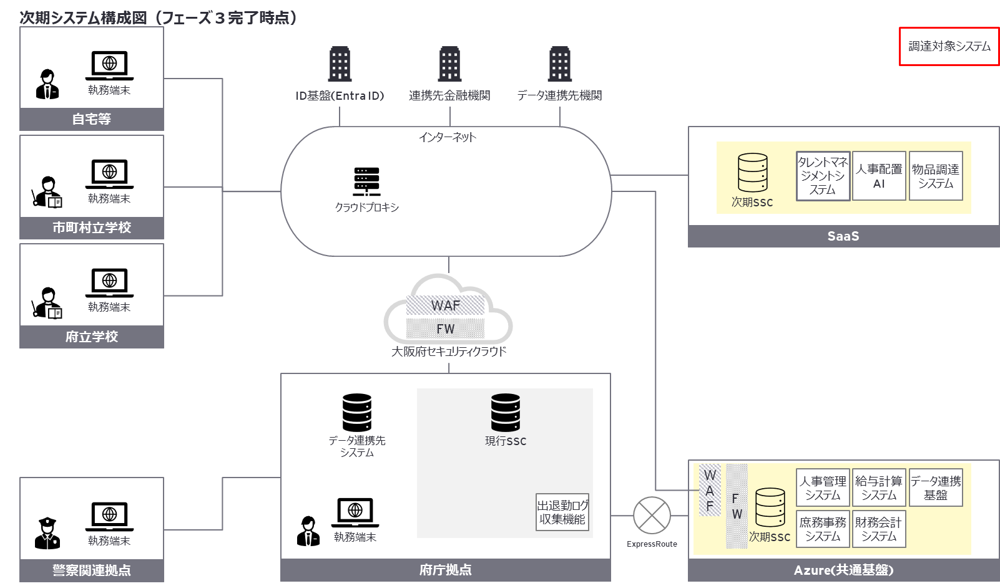 次期システム構成図（フェーズ３完了時点）
調達対象システム
執務端末
自宅等
執務端末
市町村立学校
執務端末
府立学校
執務端末
警察関連拠点
ID基盤(Entra ID)
連携先金融機関
データ連携先機関
インターネット
クラウドプロキシ
WAF
FW
大阪府セキュリティクラウド
データ連携先
システム
現行SSC
出退勤ログ
収集機能
執務端末
府庁拠点
ExpressRoute
次期SSC
タレントマネ
ジメントシ
ステム
人事配置
AI
物品調達
システム
SaaS
W
A
F
F
W
次期SSC
人事管理
システム
給与計算
システム
データ連携
基盤
庶務事務
システム
財務会計
システム
Azure(共通基盤)